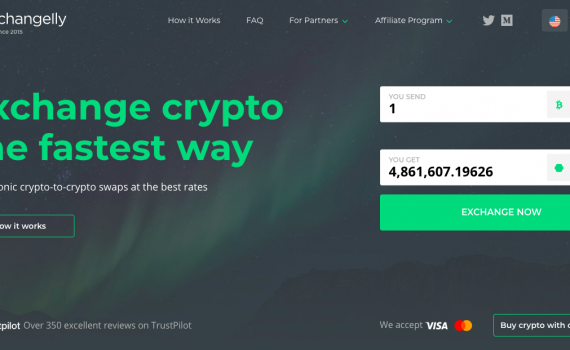 changelly
nce 2015
How it Works
FAQ
For Partners
Affiliate Program
xchange crypto
e fastest way
onic crypto-to-crypto swaps at the best rates
ow it works
YOU SEND
1
YOU GET
4,861,607.19626
EXCHANGE NOW
tpilot Over 350 excellent reviews on TrustPilot
We accept VISA
Buy crypto with c